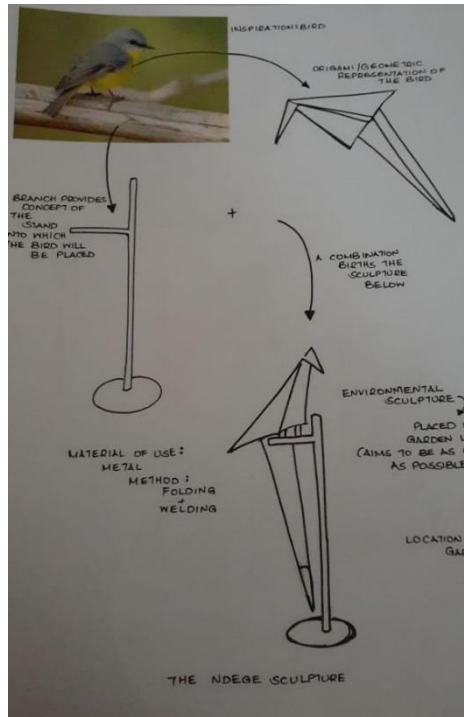 INSPIRATION:BIRD
ORIGAMI/GEOMETRIC
REPRESENTATION OF
THE BIRD
BRANCH PROVIDES
CONCEPT OF
THE
STAND
INTO WHICH
THE BIRD WILL
BE PLACED
+
A COMBINATION
BIRTHS THE
SCULPTURE
BELOW
ENVIRONMENTAL
SCULPTURE
PLACED
GARDEN
(AIMS TO BE AS
AS POSSIBLE
MATERIAL OF USE:
METAL
METHOD:
FOLDING
+
WELDING
LOCATION
THE NDEGE SCULPTURE